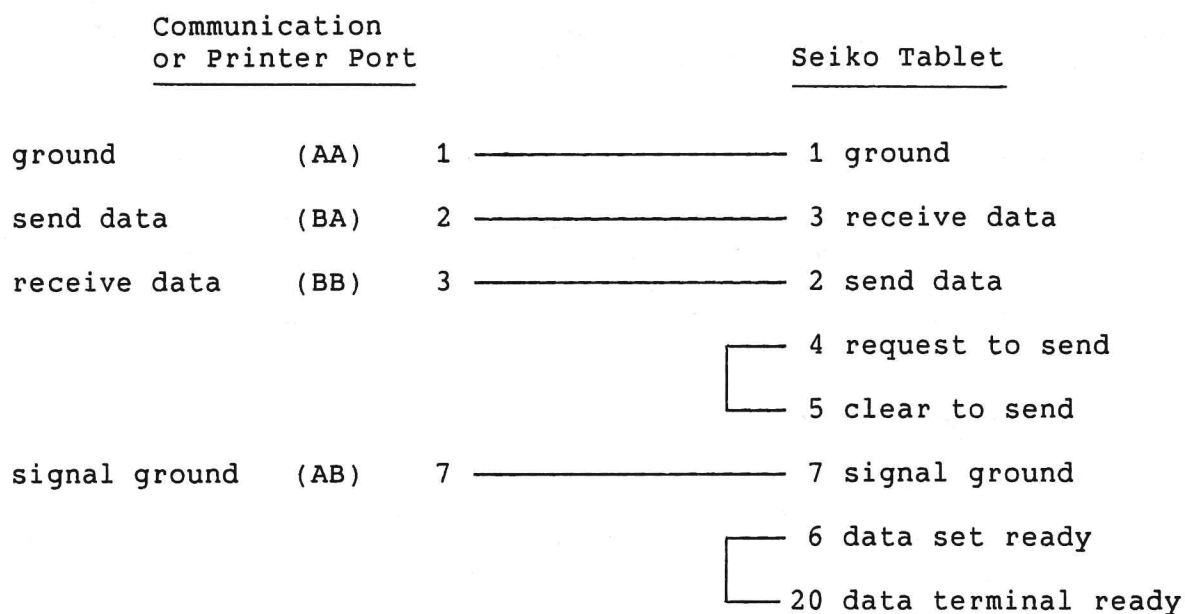 Communication
or Printer Port Seiko Tablet
ground (AA) 1 1 ground
send data (BA) 2 3 receive data
receive data (BB) 3 2 send data
4 request to send
5 clear to send
signal ground (AB) 7 7 signal ground
6 data set ready
20 data terminal ready